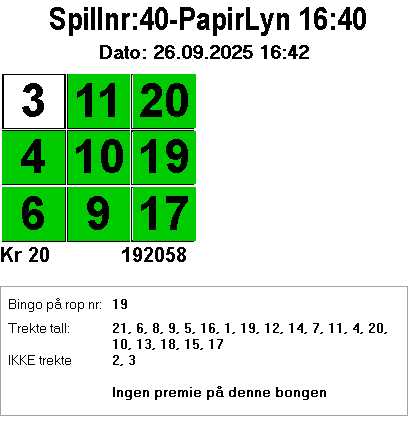 Spillnr:40-PapirLyn 16:40
Dato: 26.09.2025 16:42
3 11 20
4 10 19
6 9 17
Kr 20 192058
Bingo på rop nr: 19
Trekte tall: 21, 6, 8, 9, 5, 16, 1, 19, 12, 14, 7, 11, 4, 20,
10, 13, 18, 15, 17
IKKE trekte 2, 3
Ingen premie på denne bongen